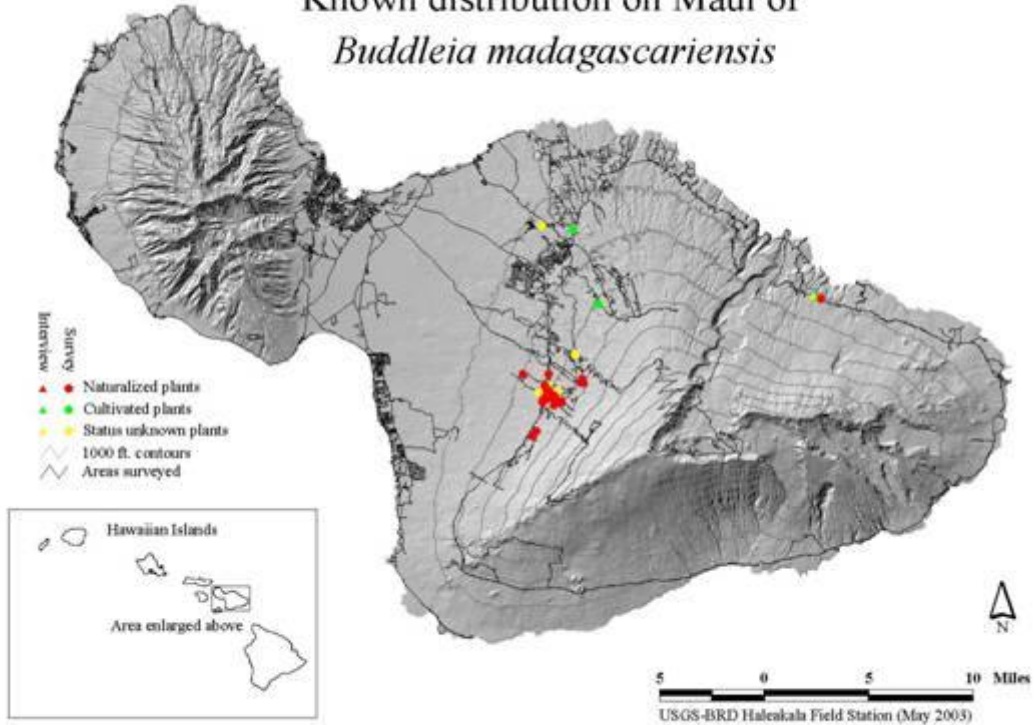 Known distribution on Maui of
Buddleia madagascariensis
Interview
Survey
Naturalized plants
Cultivated plants
Status unknown plants
1000 ft. contours
Areas surveyed
Hawaiian Islands
Area enlarged above
N
5 0 5 10 Miles
USGS-BRD Haleakala Field Station (May 2003)